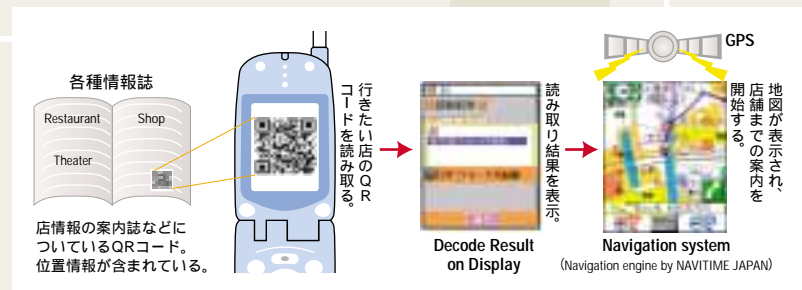 各種情報誌
Restaurant
Shop
Theater
店情報の案内誌などに
ついているQRコード。
位置情報が含まれている。
行きたい店のQR
コードを読み取る。
読み取り結果を表示。
Decode Result
on Display
GPS
地図が表示され、
店舗までの案内を
開始する。
Navigation system
(Navigation engine by NAVITIME JAPAN)